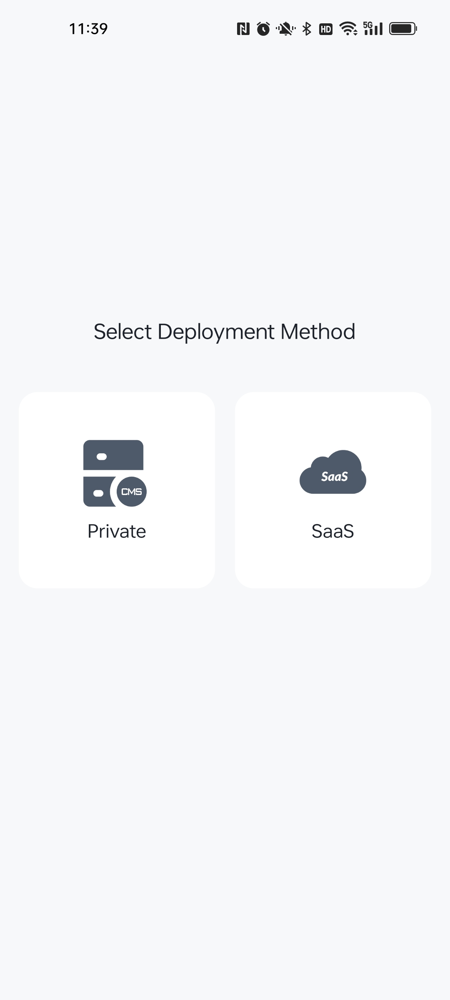 11:39
HD
5G
Select Deployment Method
CMS
SaaS
Private
SaaS